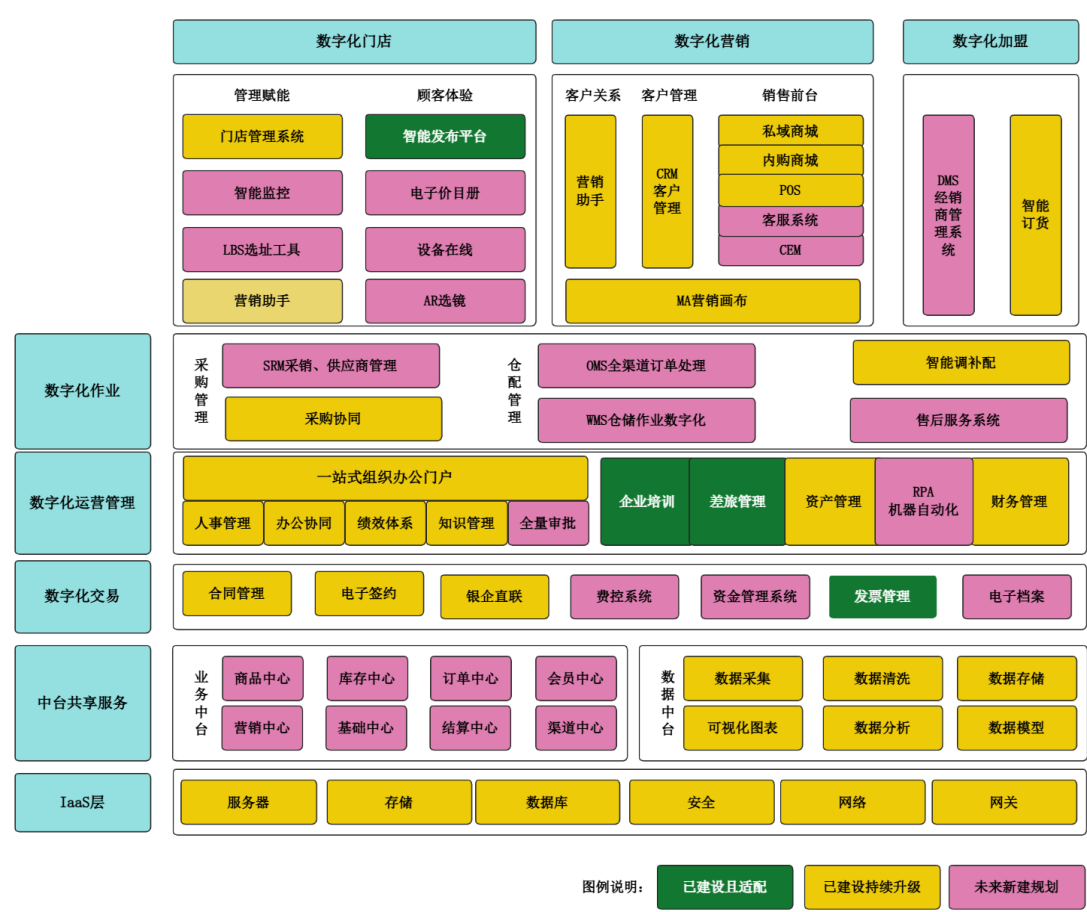 数字化门店
数字化营销
数字化加盟
管理赋能
顾客体验
门店管理系统
智能发布平台
智能监控
电子价目册
LBS选址工具
设备在线
营销助手
AR选镜
客户关系
客户管理
销售前台
营销
助手
CRM
客户
管理
私域商城
内购商城
POS
客服系统
CEM
MA营销画布
DMS
经销
商管
理系
统
智能
订货
数字化作业
采
购
管
理
SRM采销、供应商管理
采购协同
仓
配
管
理
OMS全渠道订单处理
WMS仓储作业数字化
智能调补配
售后服务系统
数字化运营管理
一站式组织办公门户
人事管理
办公协同
绩效体系
知识管理
全量审批
企业培训
差旅管理
资产管理
RPA
机器自动化
财务管理
数字化交易
合同管理
电子签约
银企直联
费控系统
资金管理系统
发票管理
电子档案
中台共享服务
业
务
中
台
商品中心
库存中心
订单中心
会员中心
营销中心
基础中心
结算中心
渠道中心
数
据
中
台
数据采集
数据清洗
数据存储
可视化图表
数据分析
数据模型
IaaS层
服务器
存储
数据库
安全
网络
网关
图例说明:
已建设且适配
已建设持续升级
未来新建规划